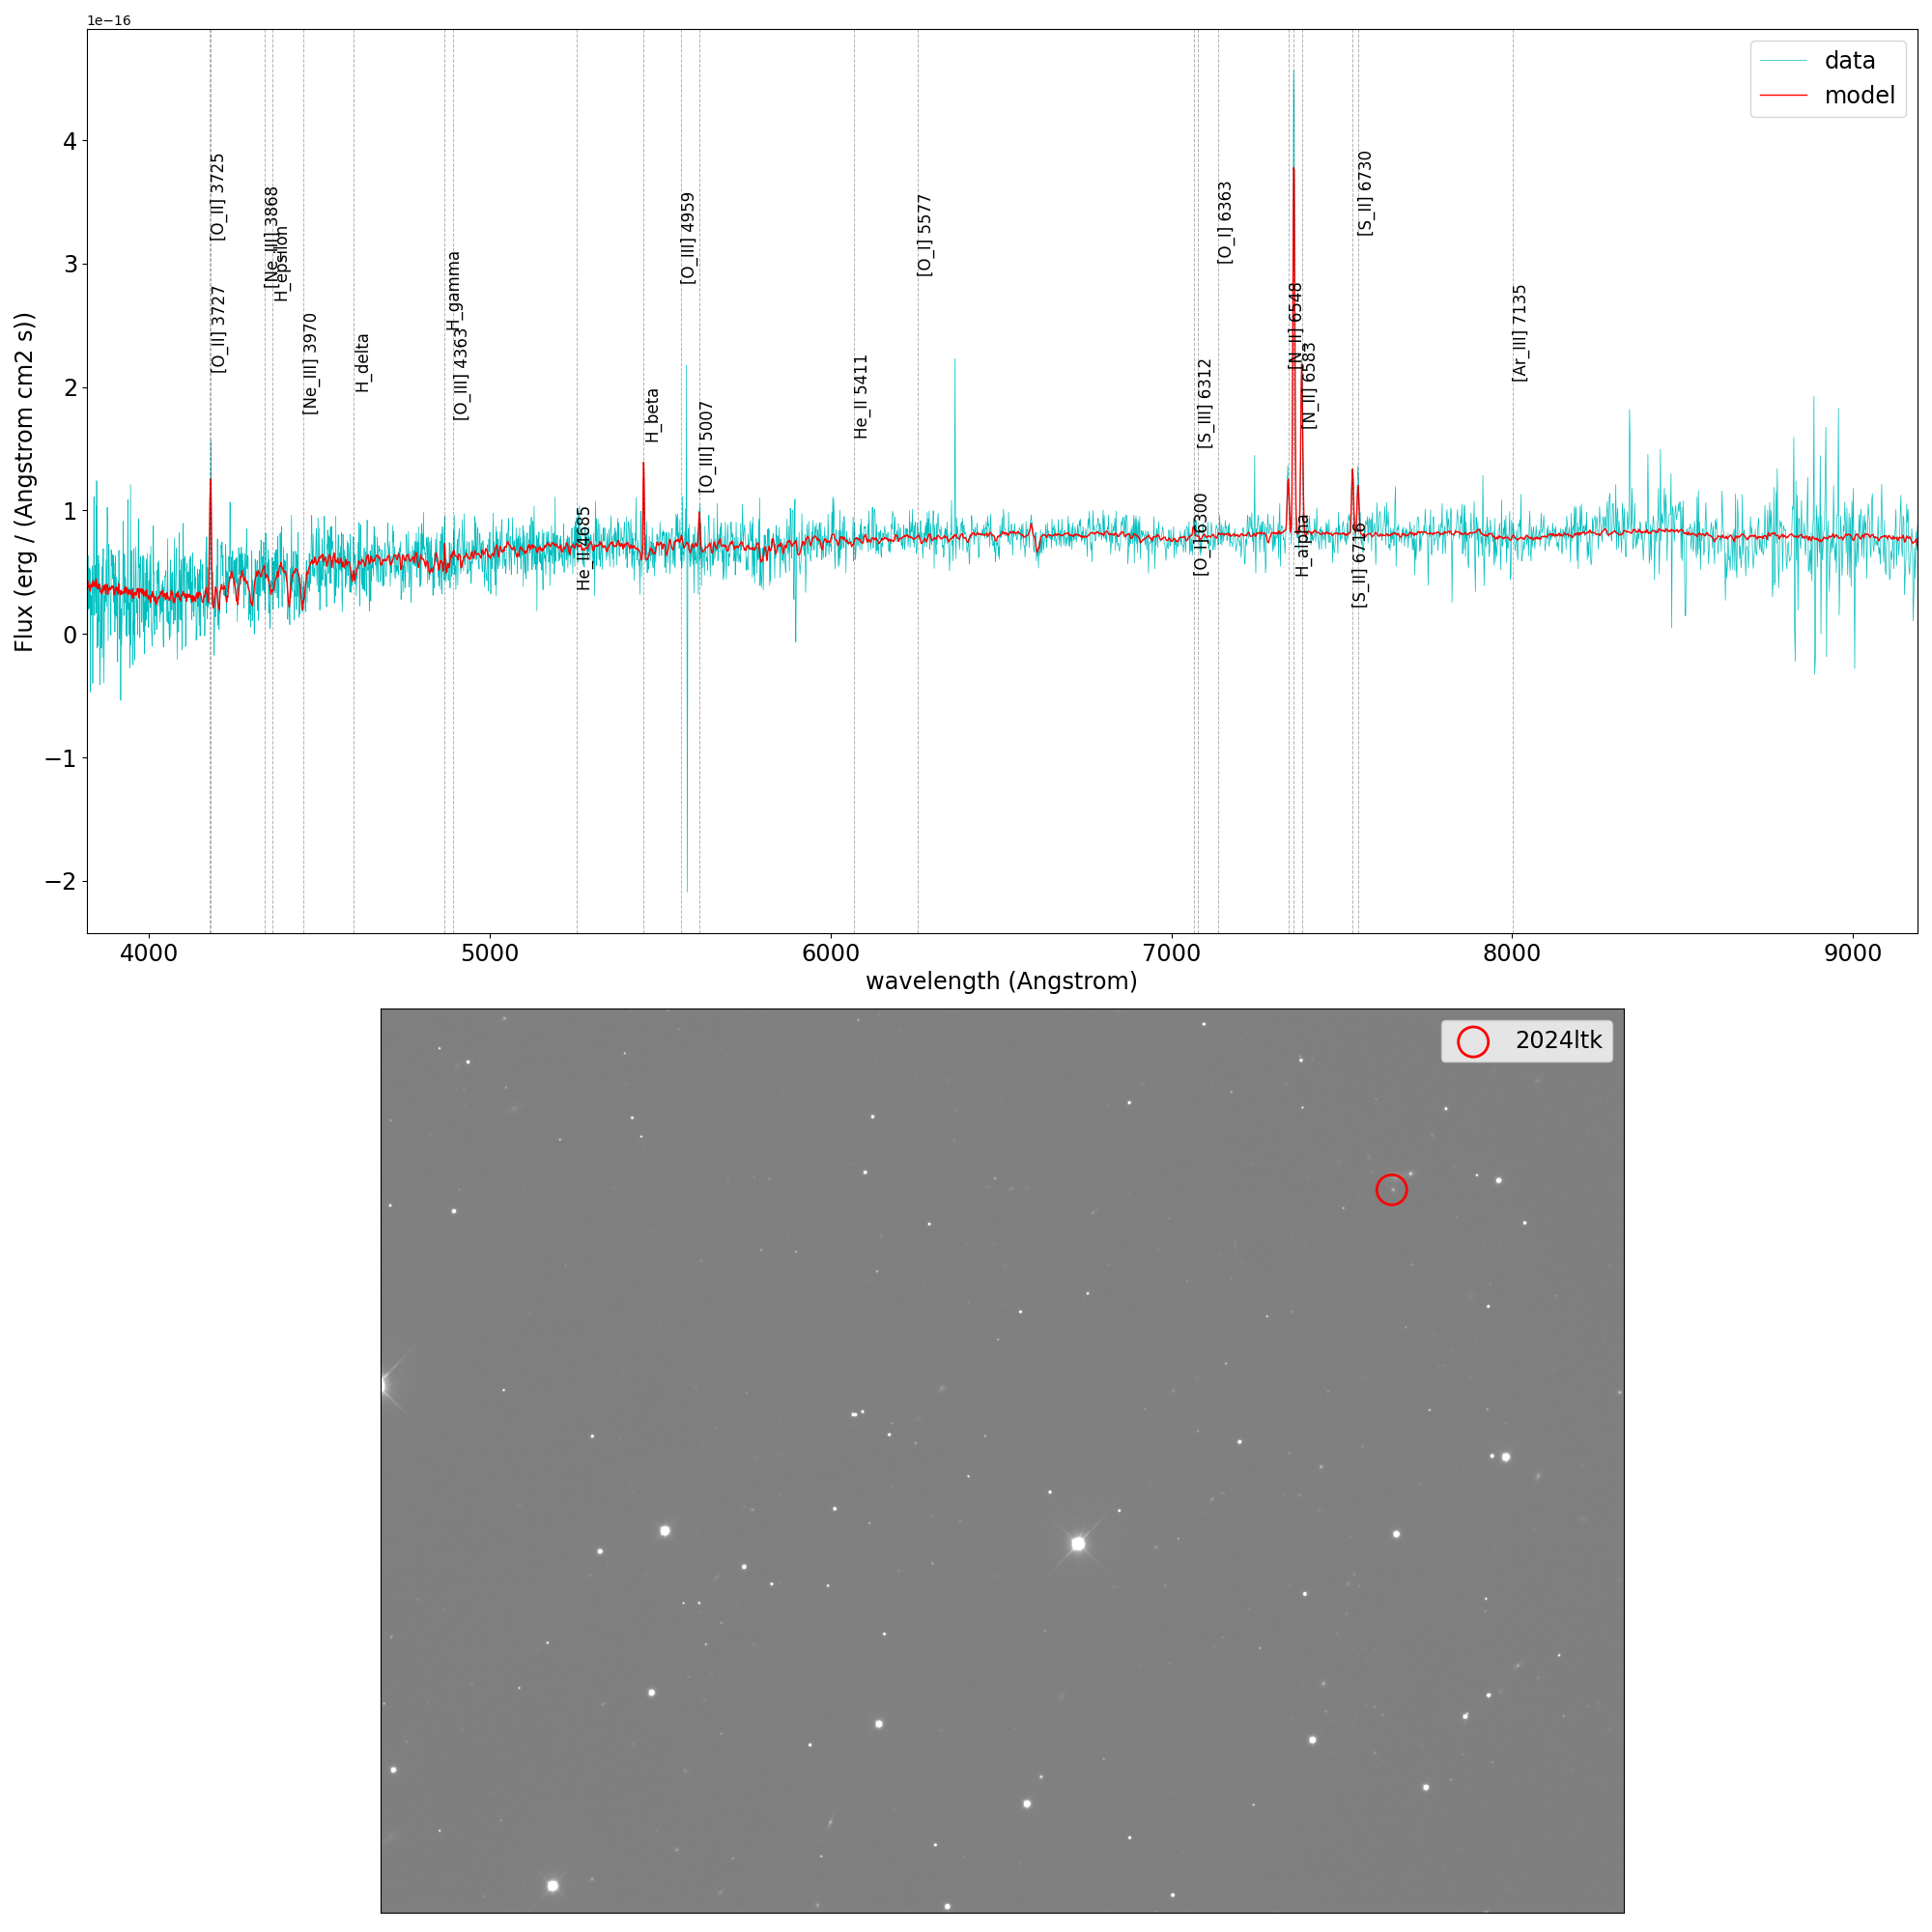 1e−16
data
model
[O_II] 3725
[O_II] 3727
[Ne_III] 3868
H_epsilon
[Ne_III] 3970
H_delta
H_gamma
[O_III] 4363
He_II 4685
H_beta
[O_III] 4959
[O_III] 5007
He_II 5411
[O_I] 5577
[O_I] 6300
[S_III] 6312
[O_I] 6363
[N_II] 6548
H_alpha
[N_II] 6583
[S_II] 6716
[S_II] 6730
[Ar_III] 7135
4
3
2
1
0
−1
−2
Flux (erg / (Angstrom cm2 s))
4000 5000 6000 7000 8000 9000
wavelength (Angstrom)
2024ltk